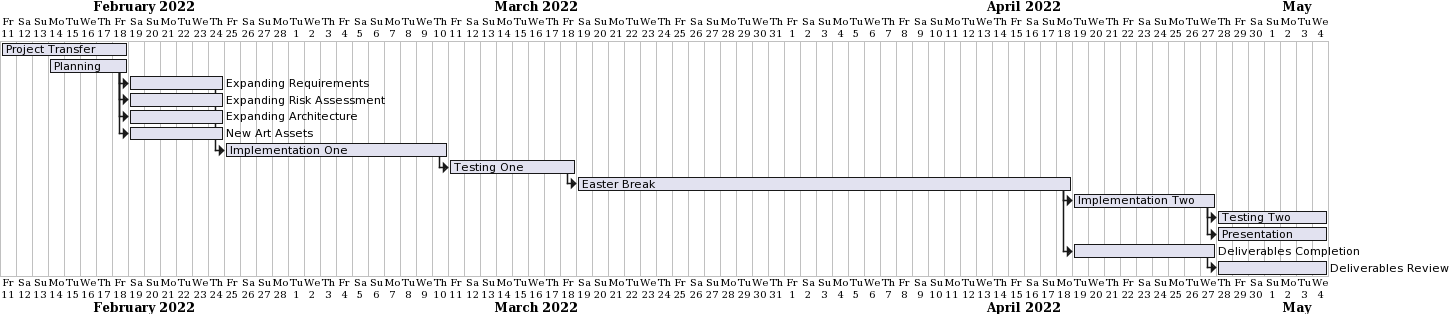 February 2022 March 2022 April 2022 May
Fr Sa Su Mo Tu We Th Fr Sa Su Mo Tu We Th Fr Sa Su Mo Tu We Th Fr Sa Su Mo Tu We Th Fr Sa Su Mo Tu We Th Fr Sa Su Mo Tu We Th Fr Sa Su Mo Tu We Th Fr Sa Su Mo Tu We Th Fr Sa Su Mo Tu We Th Fr Sa Su Mo Tu We Th Fr Sa Su Mo Tu We Th Fr Sa Su Mo Tu We
11 12 13 14 15 16 17 18 19 20 21 22 23 24 25 26 27 28 1 2 3 4 5 6 7 8 9 10 11 12 13 14 15 16 17 18 19 20 21 22 23 24 25 26 27 28 29 30 31 1 2 3 4 5 6 7 8 9 10 11 12 13 14 15 16 17 18 19 20 21 22 23 24 25 26 27 28 29 30 1 2 3 4
Project Transfer
Planning
Expanding Requirements
Expanding Risk Assessment
Expanding Architecture
New Art Assets
Implementation One
Testing One
Easter Break
Implementation Two
Testing Two
Presentation
Deliverables Completion
Deliverables Review
Fr Sa Su Mo Tu We Th Fr Sa Su Mo Tu We Th Fr Sa Su Mo Tu We Th Fr Sa Su Mo Tu We Th Fr Sa Su Mo Tu We Th Fr Sa Su Mo Tu We Th Fr Sa Su Mo Tu We Th Fr Sa Su Mo Tu We Th Fr Sa Su Mo Tu We Th Fr Sa Su Mo Tu We Th Fr Sa Su Mo Tu We Th Fr Sa Su Mo Tu We
11 12 13 14 15 16 17 18 19 20 21 22 23 24 25 26 27 28 1 2 3 4 5 6 7 8 9 10 11 12 13 14 15 16 17 18 19 20 21 22 23 24 25 26 27 28 29 30 31 1 2 3 4 5 6 7 8 9 10 11 12 13 14 15 16 17 18 19 20 21 22 23 24 25 26 27 28 29 30 1 2 3 4
February 2022 March 2022 April 2022 May